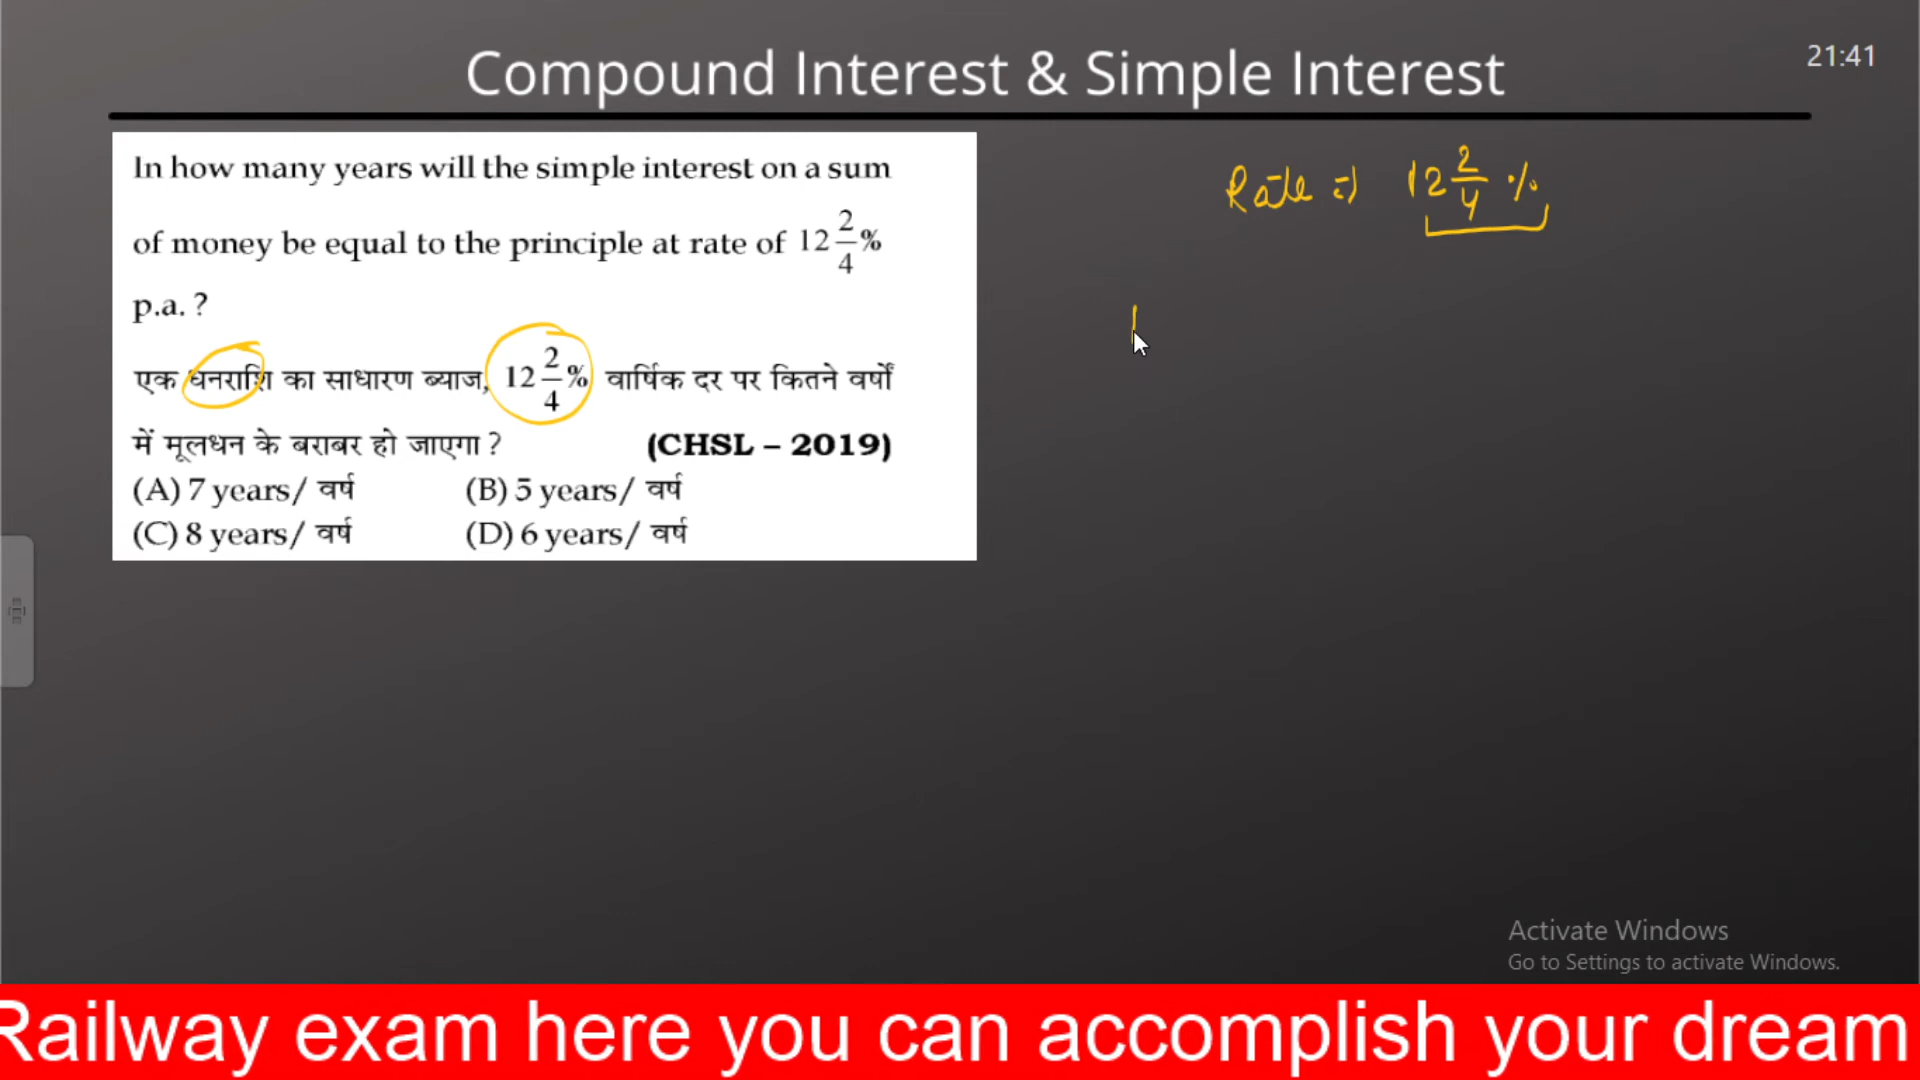 Compound Interest & Simple Interest
21:41
In how many years will the simple interest on a sum
of money be equal to the principle at rate of 12 2/4 %
p.a. ?
एक धनराशि का साधारण ब्याज, 12 2/4 % वार्षिक दर पर कितने वर्षों
में मूलधन के बराबर हो जाएगा ? (CHSL – 2019)
(A) 7 years/ वर्ष (B) 5 years/ वर्ष
(C) 8 years/ वर्ष (D) 6 years/ वर्ष
Rate ⇒ 12 2/4 %
Activate Windows
Go to Settings to activate Windows.
Railway exam here you can accomplish your dream